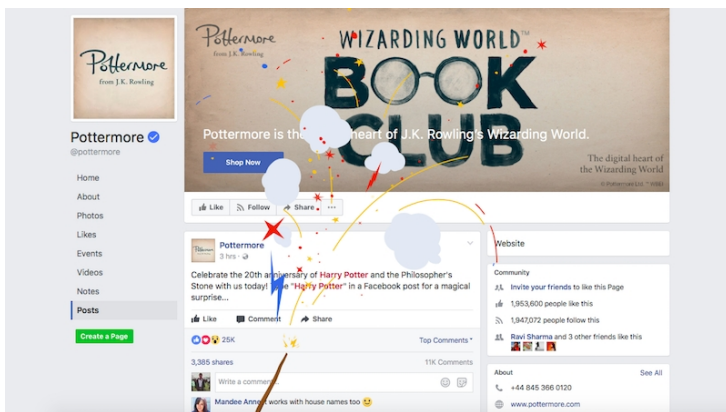 Pottermore
from J.K. Rowling
Pottermore
@pottermore
Home
About
Photos
Likes
Events
Videos
Notes
Posts
Create a Page
Pottermore
from J.K. Rowling
WIZARDING WORLD™
BOOK
CLUB
Pottermore is the heart of J.K. Rowling's Wizarding World.
Shop Now
The digital heart of
the Wizarding World
Like
Follow
Share
Pottermore
3 hrs
Celebrate the 20th anniversary of Harry Potter and the Philosopher's
Stone with us today! "Harry Potter" in a Facebook post for a magical
surprise...
Like
Comment
Share
25K
Top Comments
3,385 shares
11K Comments
Write a comment
Mandee Anne works with house names too
Website
Community
Invite your friends to like this Page
1,953,600 people like this
1,947,072 people follow this
Ravi Sharma and 3 other friends like this
About
See All
+44 845 366 0120
www.pottermore.com